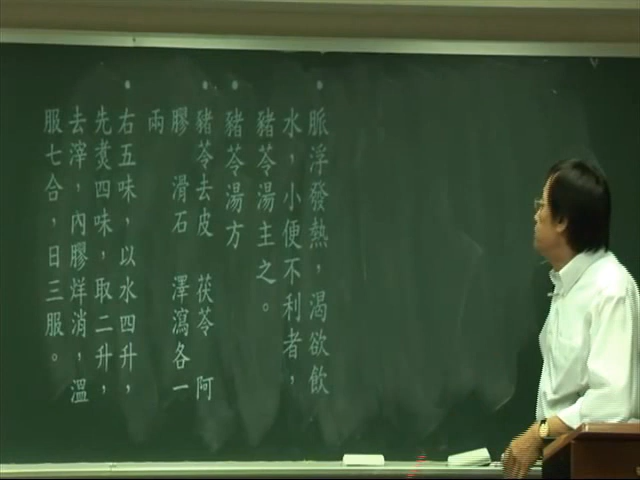 • 脈浮發熱，渴欲飲
水，小便不利者，
豬苓湯主之。
• 豬苓湯方
• 豬苓去皮 茯苓 阿
膠 滑石 澤瀉各一
兩
• 右五味，以水四升，
先煑四味，取二升，
去滓，內膠烊消，溫
服七合，日三服。